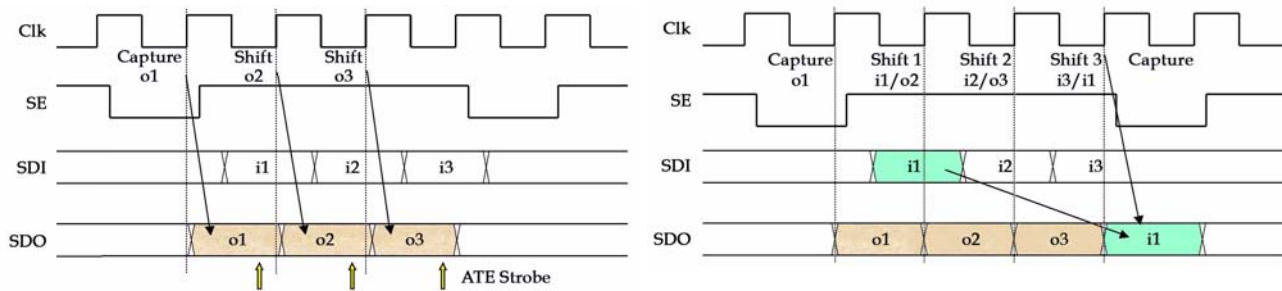 Clk
Capture Shift Shift
o1 o2 o3
SE
SDI i1 i2 i3
SDO o1 o2 o3
ATE Strobe
Clk
Capture Shift 1 Shift 2 Shift 3 Capture
o1 i1/o2 i2/o3 i3/i1
SE
SDI i1 i2 i3
SDO o1 o2 o3 i1